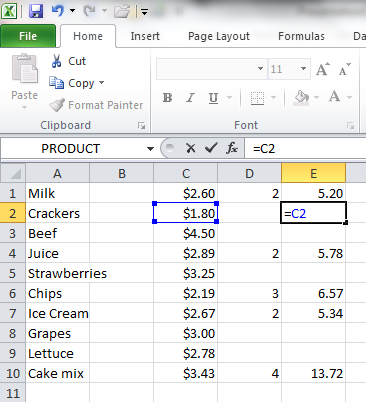 File Home Insert Page Layout Formulas Da
Cut
Copy
Format Painter
Paste
Clipboard
11 A A
B I U A A
Font
PRODUCT fx =C2
A B C D E
1 Milk $2.60 2 5.20
2 Crackers $1.80 =C2
3 Beef $4.50
4 Juice $2.89 2 5.78
5 Strawberries $3.25
6 Chips $2.19 3 6.57
7 Ice Cream $2.67 2 5.34
8 Grapes $3.00
9 Lettuce $2.78
10 Cake mix $3.43 4 13.72
11